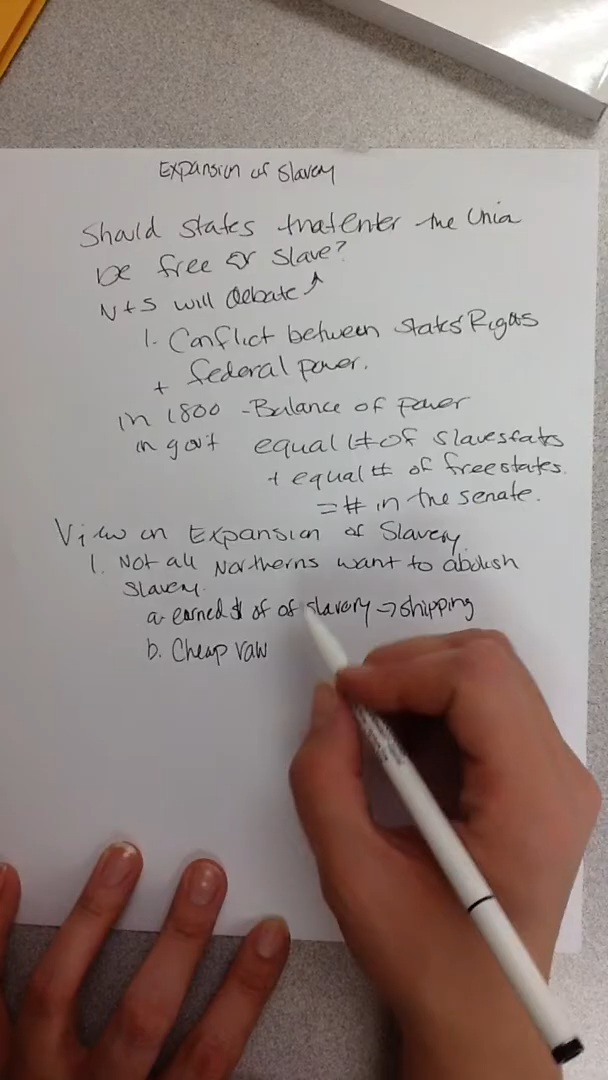 Expansion of Slavery
Should states that enter the Union
be free or slave?
N + S will debate ↑
1. Conflict between States Rights
+ federal power.
in 1800 - Balance of power
in gov't equal # of slave states
+ equal # of free states.
= # in the senate.
View on Expansion of Slavery
1. Not all Northerns want to abolish
Slavery.
a. earned $ of of slavery → shipping
b. Cheap raw